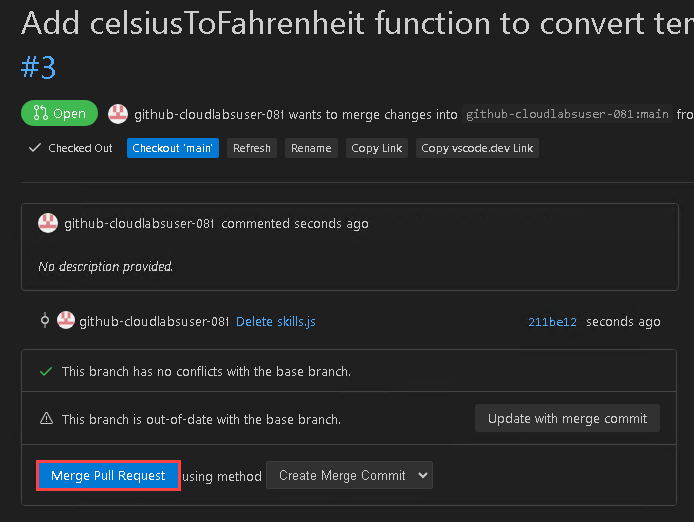 Add celsiusToFahrenheit function to convert
#3
Open github-cloudlabsuser-081 wants to merge changes into github-cloudlabsuser-081:main
Checked Out Checkout 'main' Refresh Rename Copy Link Copy vscode.dev Link
github-cloudlabsuser-081 commented seconds ago
No description provided.
github-cloudlabsuser-081 Delete skills.js 211be12 seconds ago
This branch has no conflicts with the base branch.
This branch is out-of-date with the base branch. Update with merge commit
Merge Pull Request using method Create Merge Commit